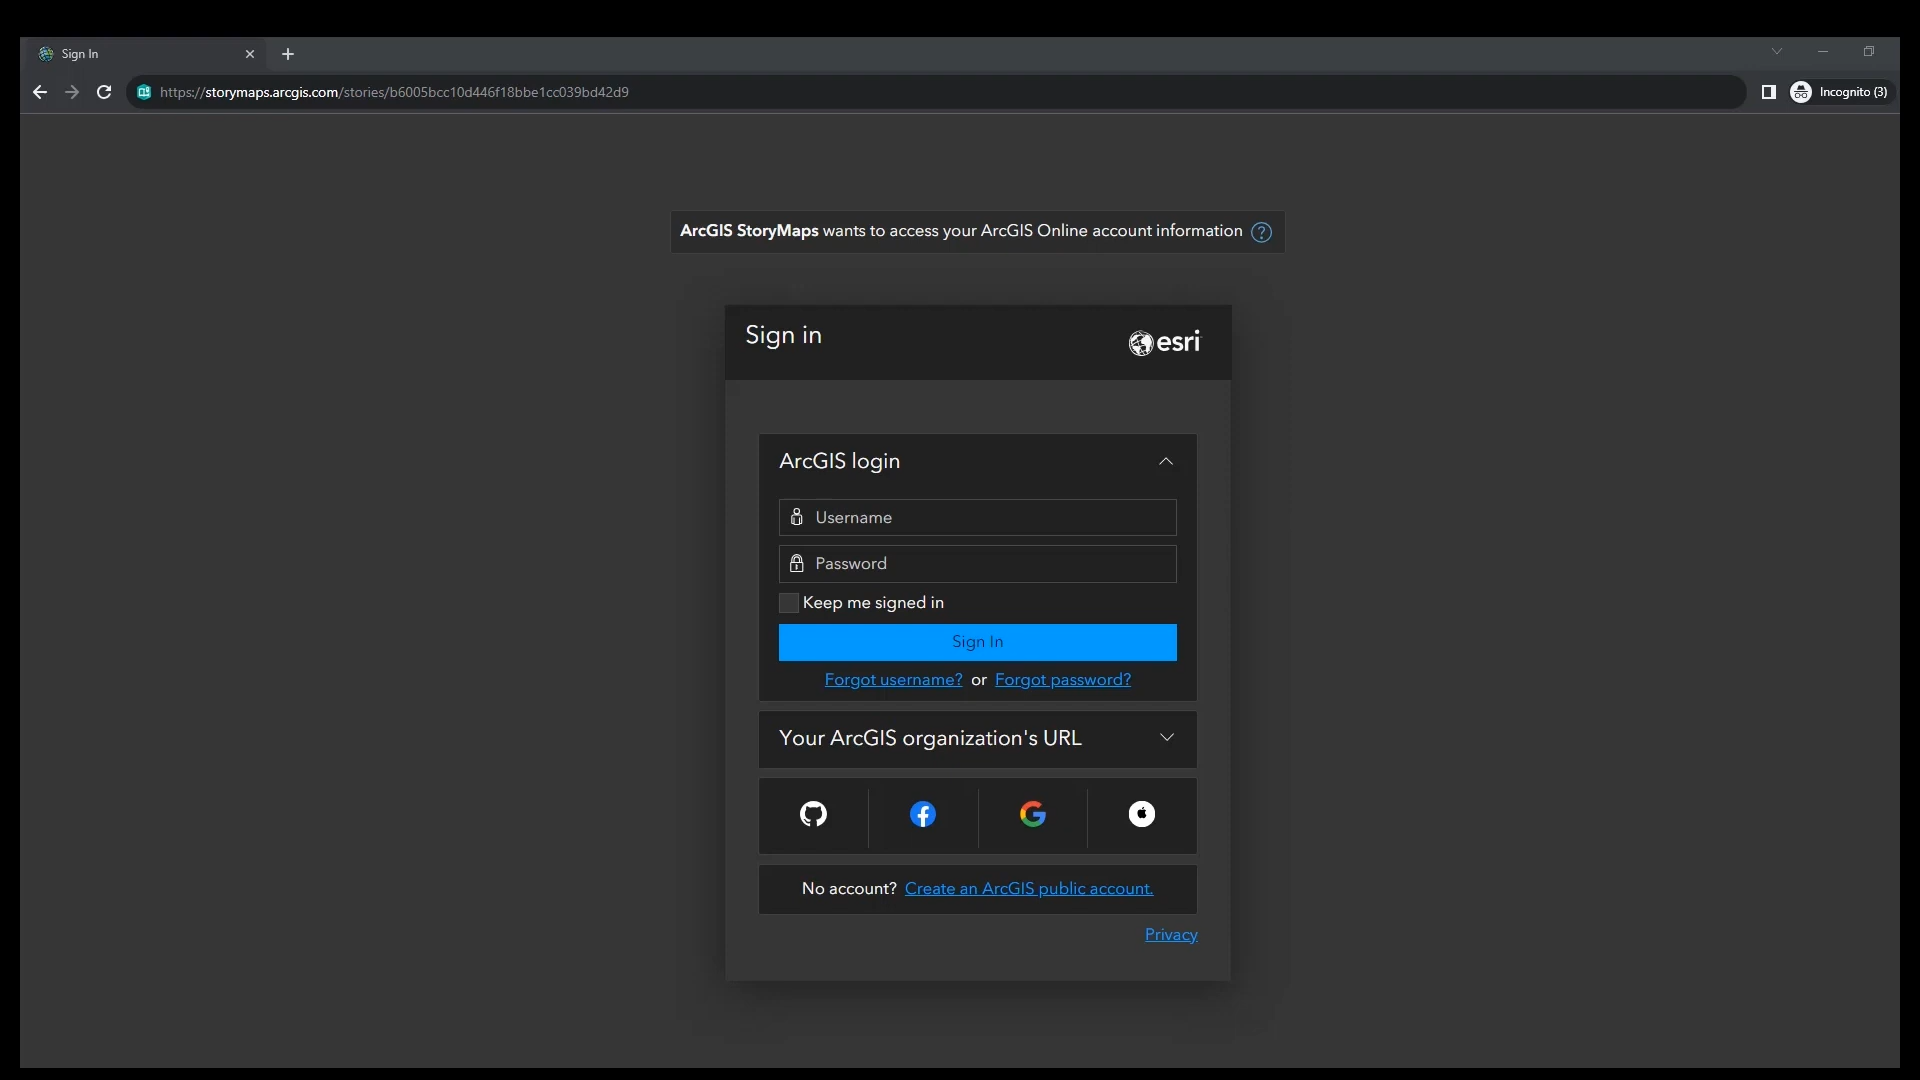 Sign In
https://storymaps.arcgis.com/stories/b6005bcc10d446f18bbe1cc039bd42d9
Incognito (3)
ArcGIS StoryMaps wants to access your ArcGIS Online account information ?
Sign in
esri
ArcGIS login
Username
Password
Keep me signed in
Sign In
Forgot username? or Forgot password?
Your ArcGIS organization's URL
No account? Create an ArcGIS public account.
Privacy